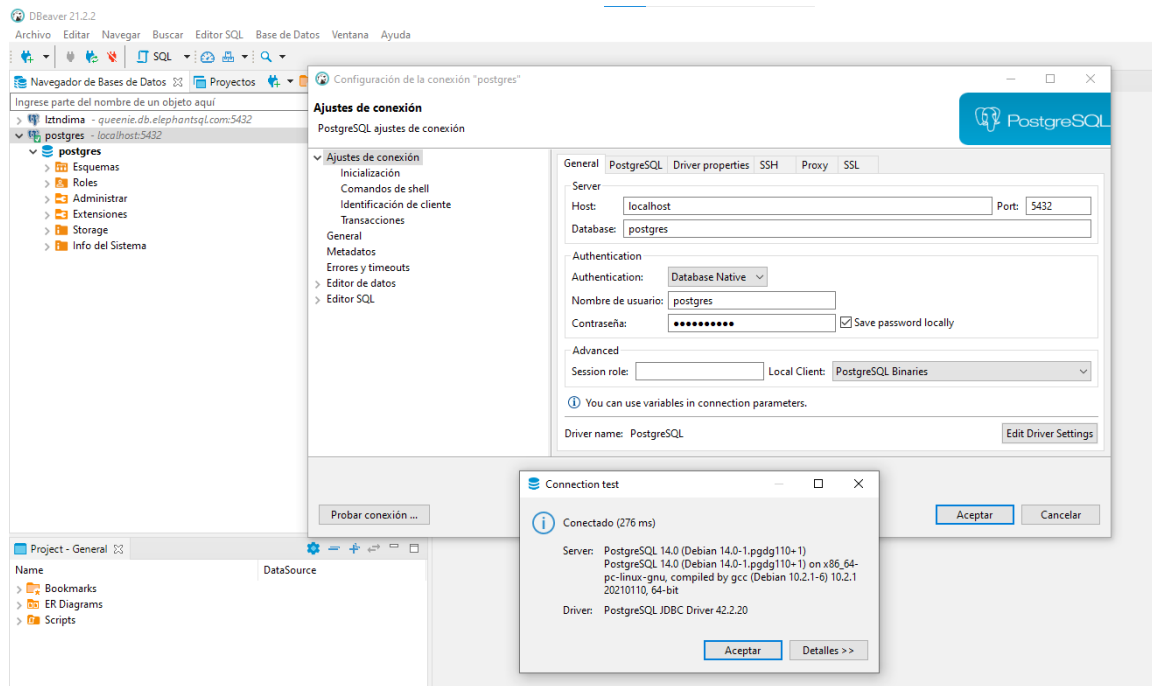 DBeaver 21.2.2
Archivo Editar Navegar Buscar Editor SQL Base de Datos Ventana Ayuda
SQL
Navegador de Bases de Datos Proyectos
Ingrese parte del nombre de un objeto aquí
lztndima - queenie.db.elephantsql.com:5432
postgres - localhost:5432
postgres
Esquemas
Roles
Administrar
Extensiones
Storage
Info del Sistema
Configuración de la conexión "postgres"
Ajustes de conexión
PostgreSQL ajustes de conexión
PostgreSQL
Ajustes de conexión
Inicialización
Comandos de shell
Identificación de cliente
Transacciones
General
Metadatos
Errores y timeouts
Editor de datos
Editor SQL
General PostgreSQL Driver properties SSH Proxy SSL
Server
Host: localhost Port: 5432
Database: postgres
Authentication
Authentication: Database Native
Nombre de usuario: postgres
Contraseña: ●●●●●●●●●● Save password locally
Advanced
Session role: Local Client: PostgreSQL Binaries
You can use variables in connection parameters.
Driver name: PostgreSQL Edit Driver Settings
Probar conexión ... Aceptar Cancelar
Connection test
Conectado (276 ms)
Server: PostgreSQL 14.0 (Debian 14.0-1.pgdg110+1)
PostgreSQL 14.0 (Debian 14.0-1.pgdg110+1) on x86_64-
pc-linux-gnu, compiled by gcc (Debian 10.2.1-6) 10.2.1
20210110, 64-bit
Driver: PostgreSQL JDBC Driver 42.2.20
Aceptar Detalles >>
Project - General
Name DataSource
Bookmarks
ER Diagrams
Scripts